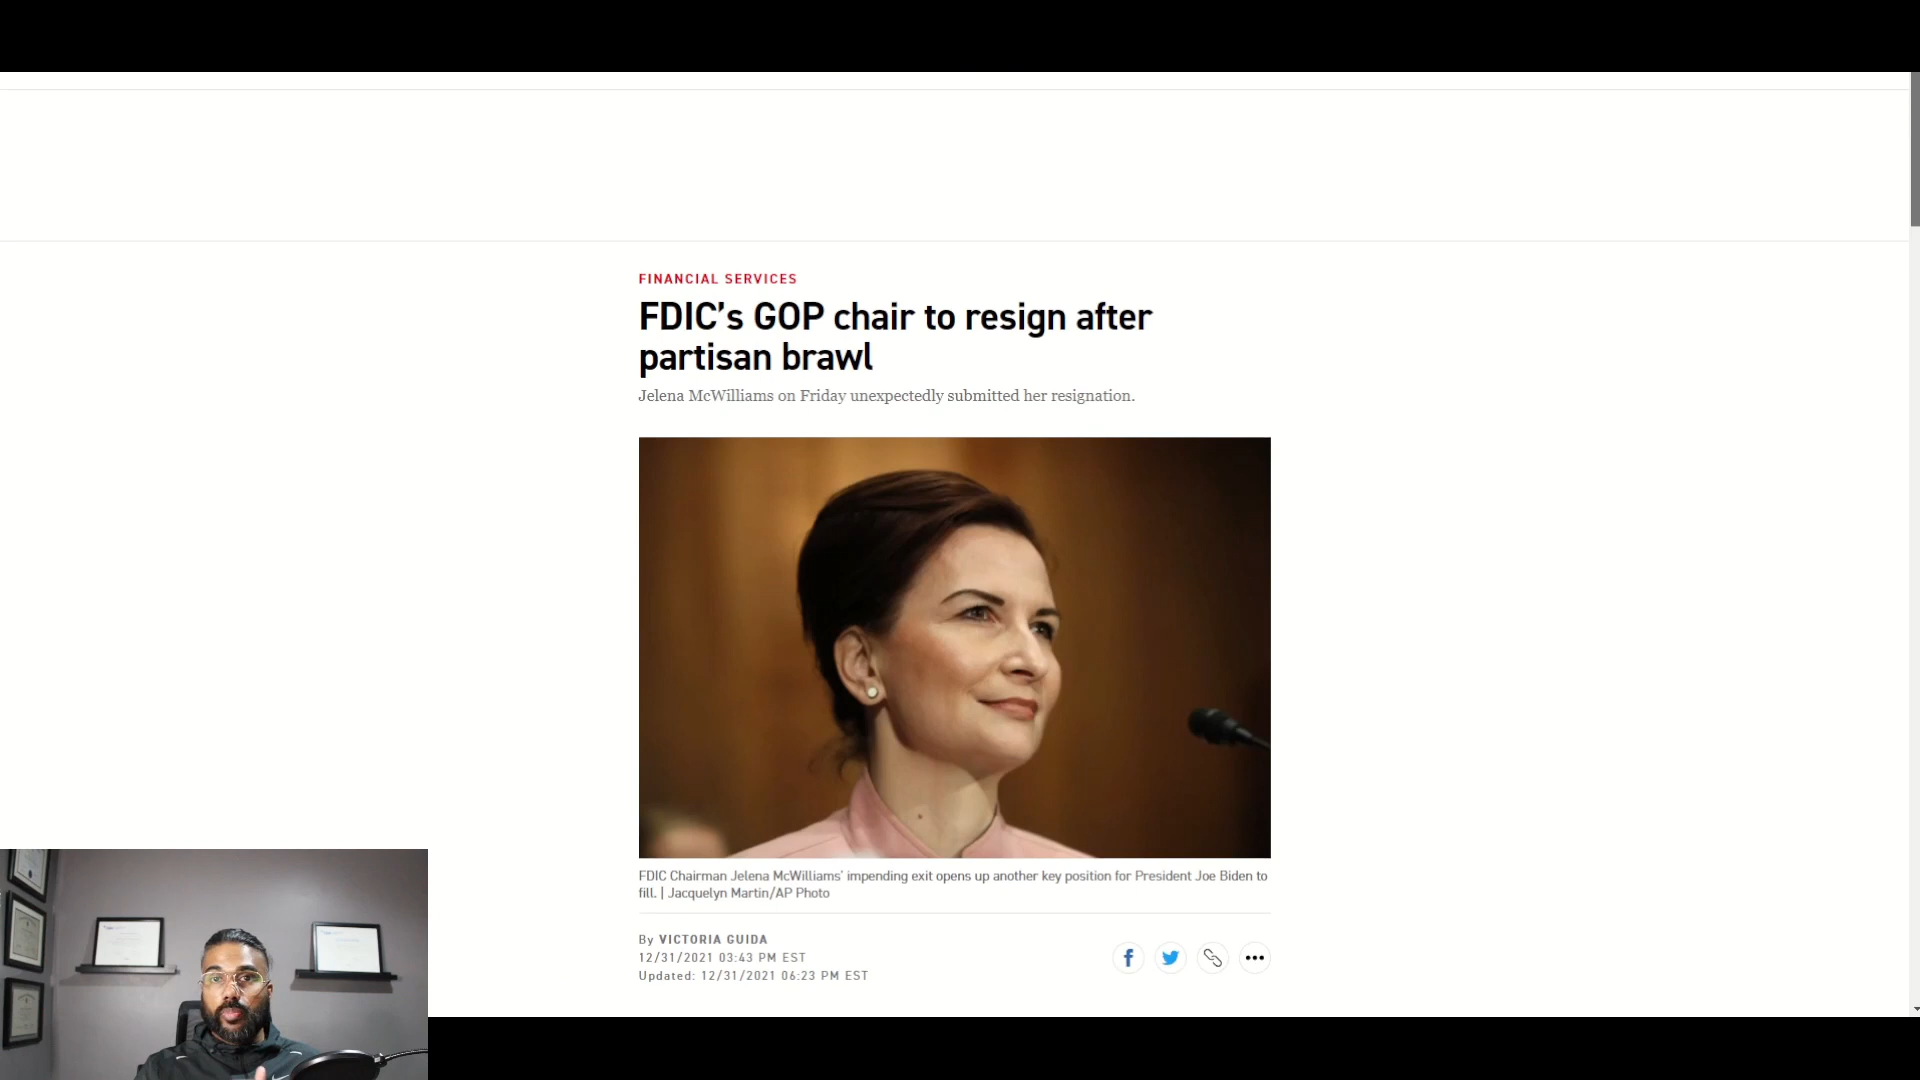 FINANCIAL SERVICES
FDIC’s GOP chair to resign after
partisan brawl
Jelena McWilliams on Friday unexpectedly submitted her resignation.
FDIC Chairman Jelena McWilliams' impending exit opens up another key position for President Joe Biden to
fill. | Jacquelyn Martin/AP Photo
By VICTORIA GUIDA
12/31/2021 03:43 PM EST
Updated: 12/31/2021 06:23 PM EST